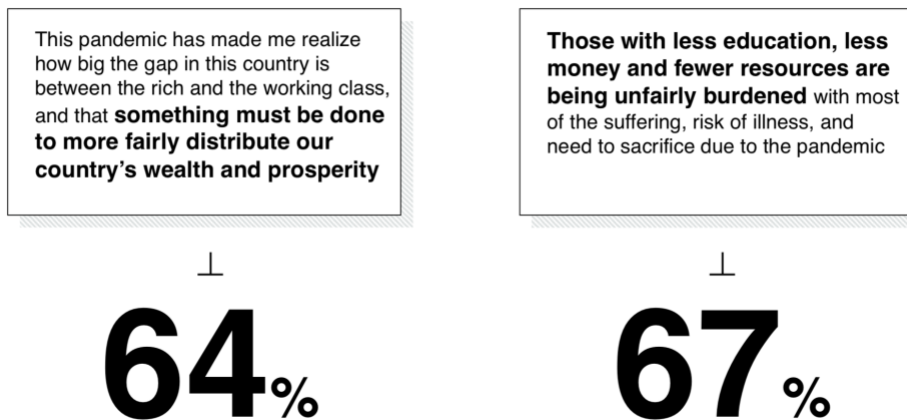 This pandemic has made me realize
how big the gap in this country is
between the rich and the working class,
and that something must be done
to more fairly distribute our
country's wealth and prosperity
64%
Those with less education, less
money and fewer resources are
being unfairly burdened with most
of the suffering, risk of illness, and
need to sacrifice due to the pandemic
67%